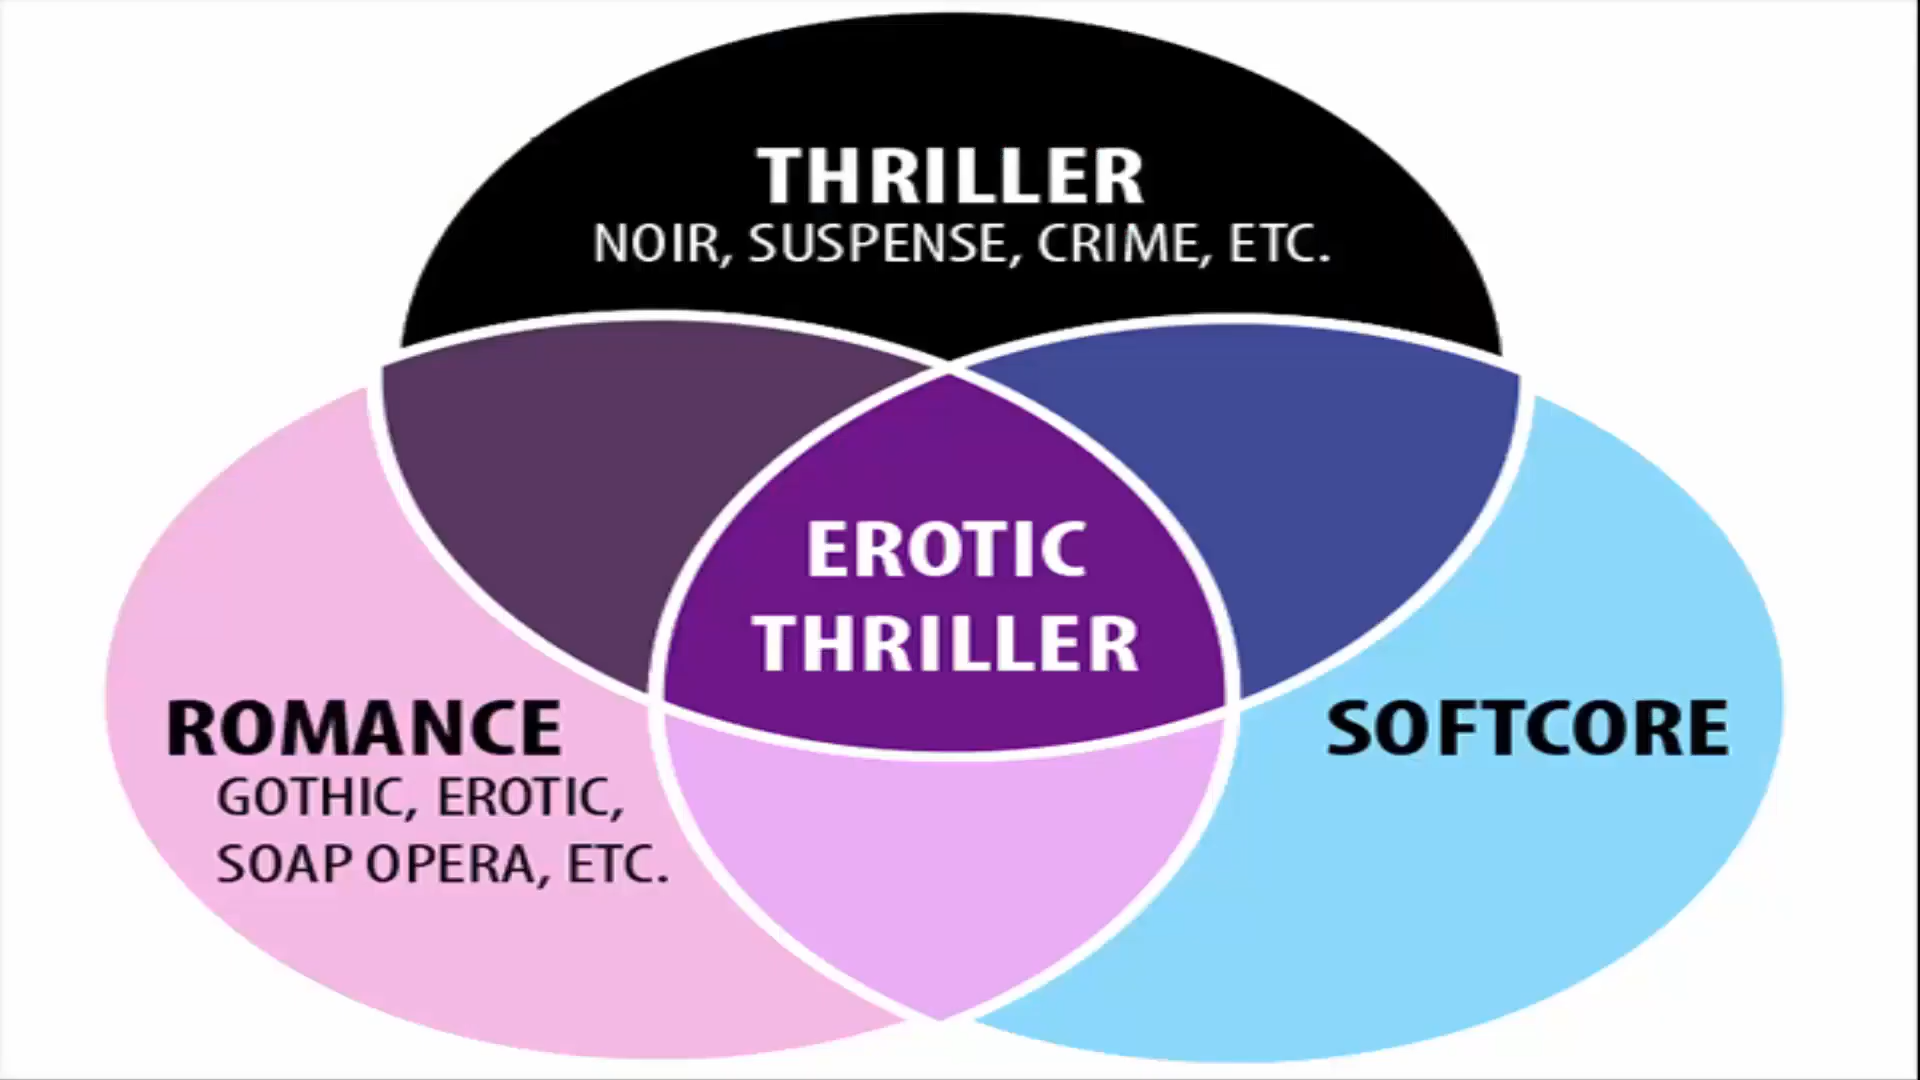 THRILLER
NOIR, SUSPENSE, CRIME, ETC.
EROTIC
THRILLER
ROMANCE
GOTHIC, EROTIC,
SOAP OPERA, ETC.
SOFTCORE